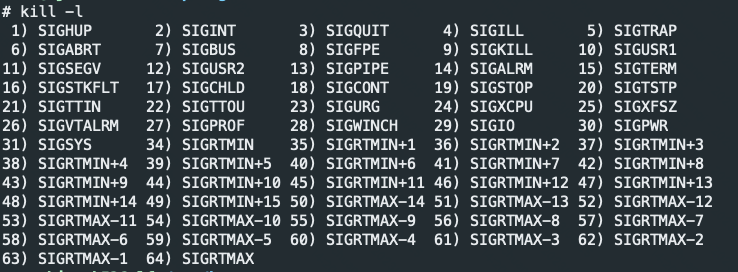 # kill -l
1) SIGHUP 2) SIGINT 3) SIGQUIT 4) SIGILL 5) SIGTRAP
6) SIGABRT 7) SIGBUS 8) SIGFPE 9) SIGKILL 10) SIGUSR1
11) SIGSEGV 12) SIGUSR2 13) SIGPIPE 14) SIGALRM 15) SIGTERM
16) SIGSTKFLT 17) SIGCHLD 18) SIGCONT 19) SIGSTOP 20) SIGTSTP
21) SIGTTIN 22) SIGTTOU 23) SIGURG 24) SIGXCPU 25) SIGXFSZ
26) SIGVTALRM 27) SIGPROF 28) SIGWINCH 29) SIGIO 30) SIGPWR
31) SIGSYS 34) SIGRTMIN 35) SIGRTMIN+1 36) SIGRTMIN+2 37) SIGRTMIN+3
38) SIGRTMIN+4 39) SIGRTMIN+5 40) SIGRTMIN+6 41) SIGRTMIN+7 42) SIGRTMIN+8
43) SIGRTMIN+9 44) SIGRTMIN+10 45) SIGRTMIN+11 46) SIGRTMIN+12 47) SIGRTMIN+13
48) SIGRTMIN+14 49) SIGRTMIN+15 50) SIGRTMAX-14 51) SIGRTMAX-13 52) SIGRTMAX-12
53) SIGRTMAX-11 54) SIGRTMAX-10 55) SIGRTMAX-9 56) SIGRTMAX-8 57) SIGRTMAX-7
58) SIGRTMAX-6 59) SIGRTMAX-5 60) SIGRTMAX-4 61) SIGRTMAX-3 62) SIGRTMAX-2
63) SIGRTMAX-1 64) SIGRTMAX